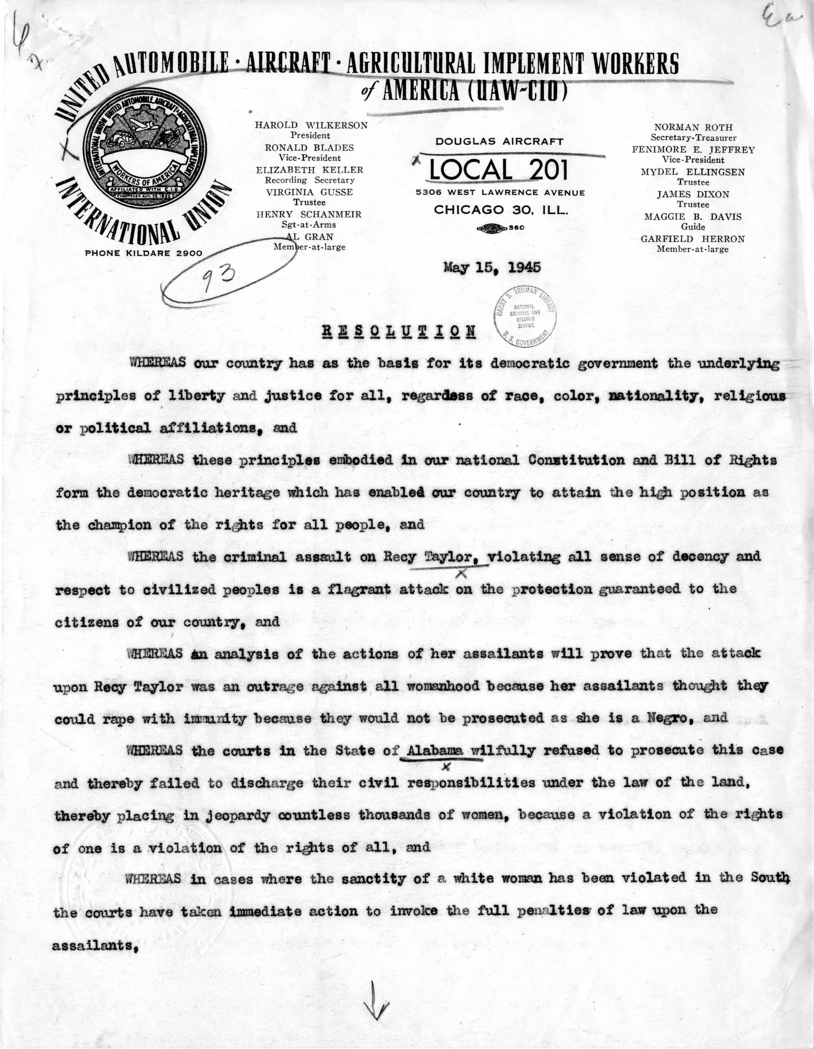 UNITED AUTOMOBILE · AIRCRAFT · AGRICULTURAL IMPLEMENT WORKERS
of AMERICA (UAW-CIO)
INTERNATIONAL UNION
WORKERS OF AMERICA
AFFILIATED WITH C.I.O.
PHONE KILDARE 2900
HAROLD WILKERSON
President
RONALD BLADES
Vice-President
ELIZABETH KELLER
Recording Secretary
VIRGINIA GUSSE
Trustee
HENRY SCHANMEIR
Sgt-at-Arms
AL GRAN
Member-at-large
DOUGLAS AIRCRAFT
x LOCAL 201
5306 WEST LAWRENCE AVENUE
CHICAGO 30, ILL.
360
NORMAN ROTH
Secretary-Treasurer
FENIMORE E. JEFFREY
Vice-President
MYDEL ELLINGSEN
Trustee
JAMES DIXON
Trustee
MAGGIE B. DAVIS
Guide
GARFIELD HERRON
Member-at-large
93
May 15, 1945
HARRY S. TRUMAN LIBRARY
NATIONAL
ARCHIVES AND
RECORDS
SERVICE
U. S. GOVERNMENT
RESOLUTION
WHEREAS our country has as the basis for its democratic government the underlying
principles of liberty and justice for all, regardless of race, color, nationality, religious
or political affiliations, and
WHEREAS these principles embodied in our national Constitution and Bill of Rights
form the democratic heritage which has enabled our country to attain the high position as
the champion of the rights for all people, and
WHEREAS the criminal assault on Recy Taylor, violating all sense of decency and
x
respect to civilized peoples is a flagrant attack on the protection guaranteed to the
citizens of our country, and
WHEREAS an analysis of the actions of her assailants will prove that the attack
upon Recy Taylor was an outrage against all womanhood because her assailants thought they
could rape with immunity because they would not be prosecuted as she is a Negro, and
WHEREAS the courts in the State of Alabama wilfully refused to prosecute this case
x
and thereby failed to discharge their civil responsibilities under the law of the land,
thereby placing in jeopardy countless thousands of women, because a violation of the rights
of one is a violation of the rights of all, and
WHEREAS in cases where the sanctity of a white woman has been violated in the South,
the courts have taken immediate action to invoke the full penalties of law upon the
assailants,